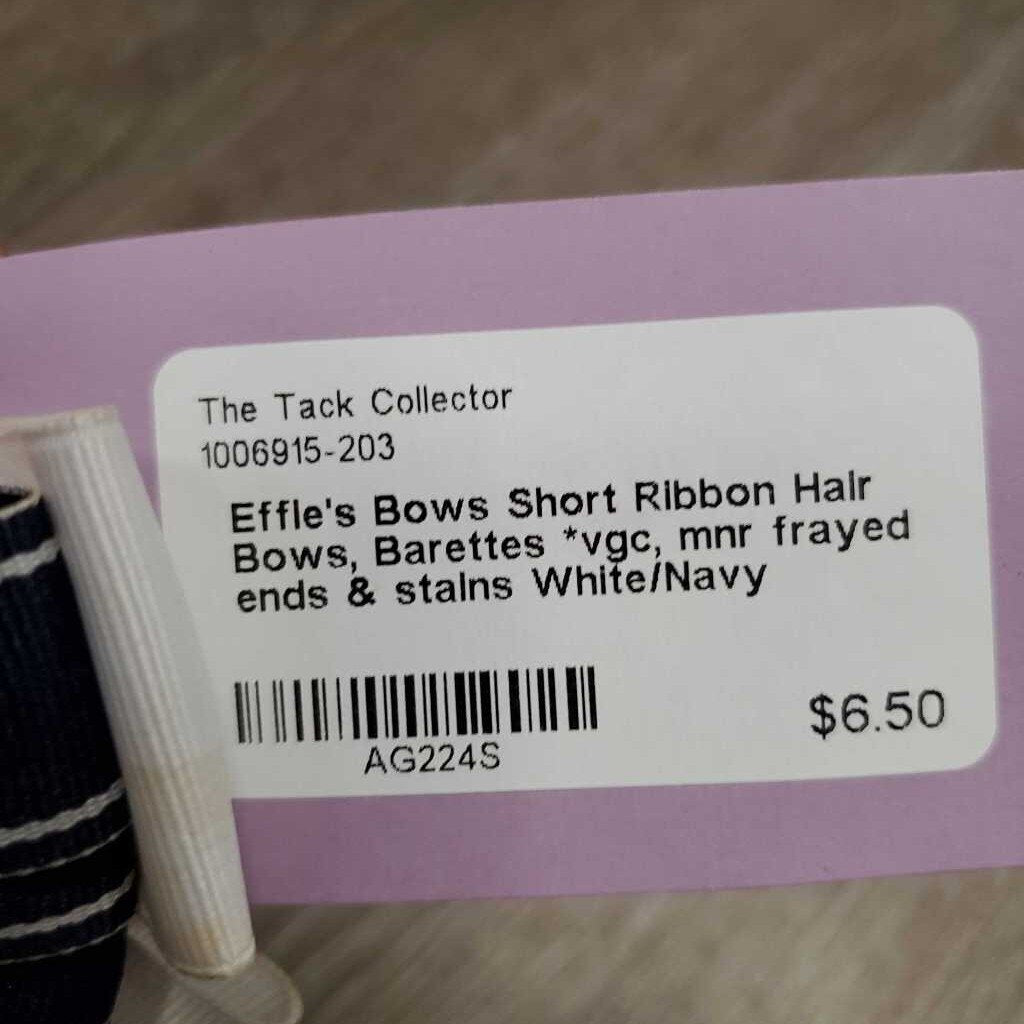 The Tack Collector
1006915-203
Effie's Bows Short Ribbon Hair
Bows, Barettes *vgc, mnr frayed
ends & stains White/Navy
AG224S
$6.50